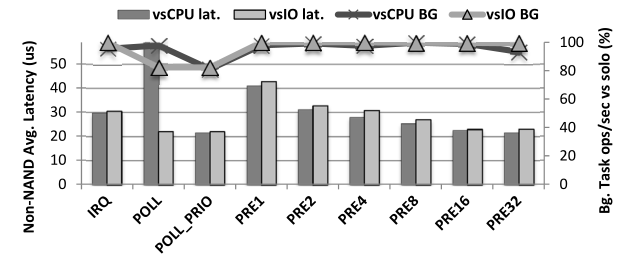 vsCPU lat. vsIO lat. vsCPU BG vsIO BG
Non-NAND Avg. Latency (us)
50
40
30
20
10
0
100
80
60
40
20
0
Bg. Task ops/sec vs solo (%)
IRQ
POLL
POLL_PRIO
PRE1
PRE2
PRE4
PRE8
PRE16
PRE32